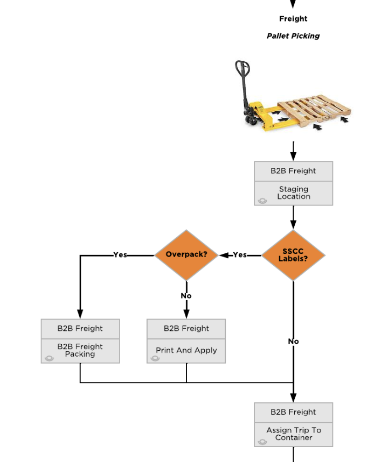 Freight
Pallet Picking
B2B Freight
Staging
Location
SSCC
Labels?
Yes
Overpack?
Yes
No
No
B2B Freight
B2B Freight
Packing
B2B Freight
Print And Apply
B2B Freight
Assign Trip To
Container